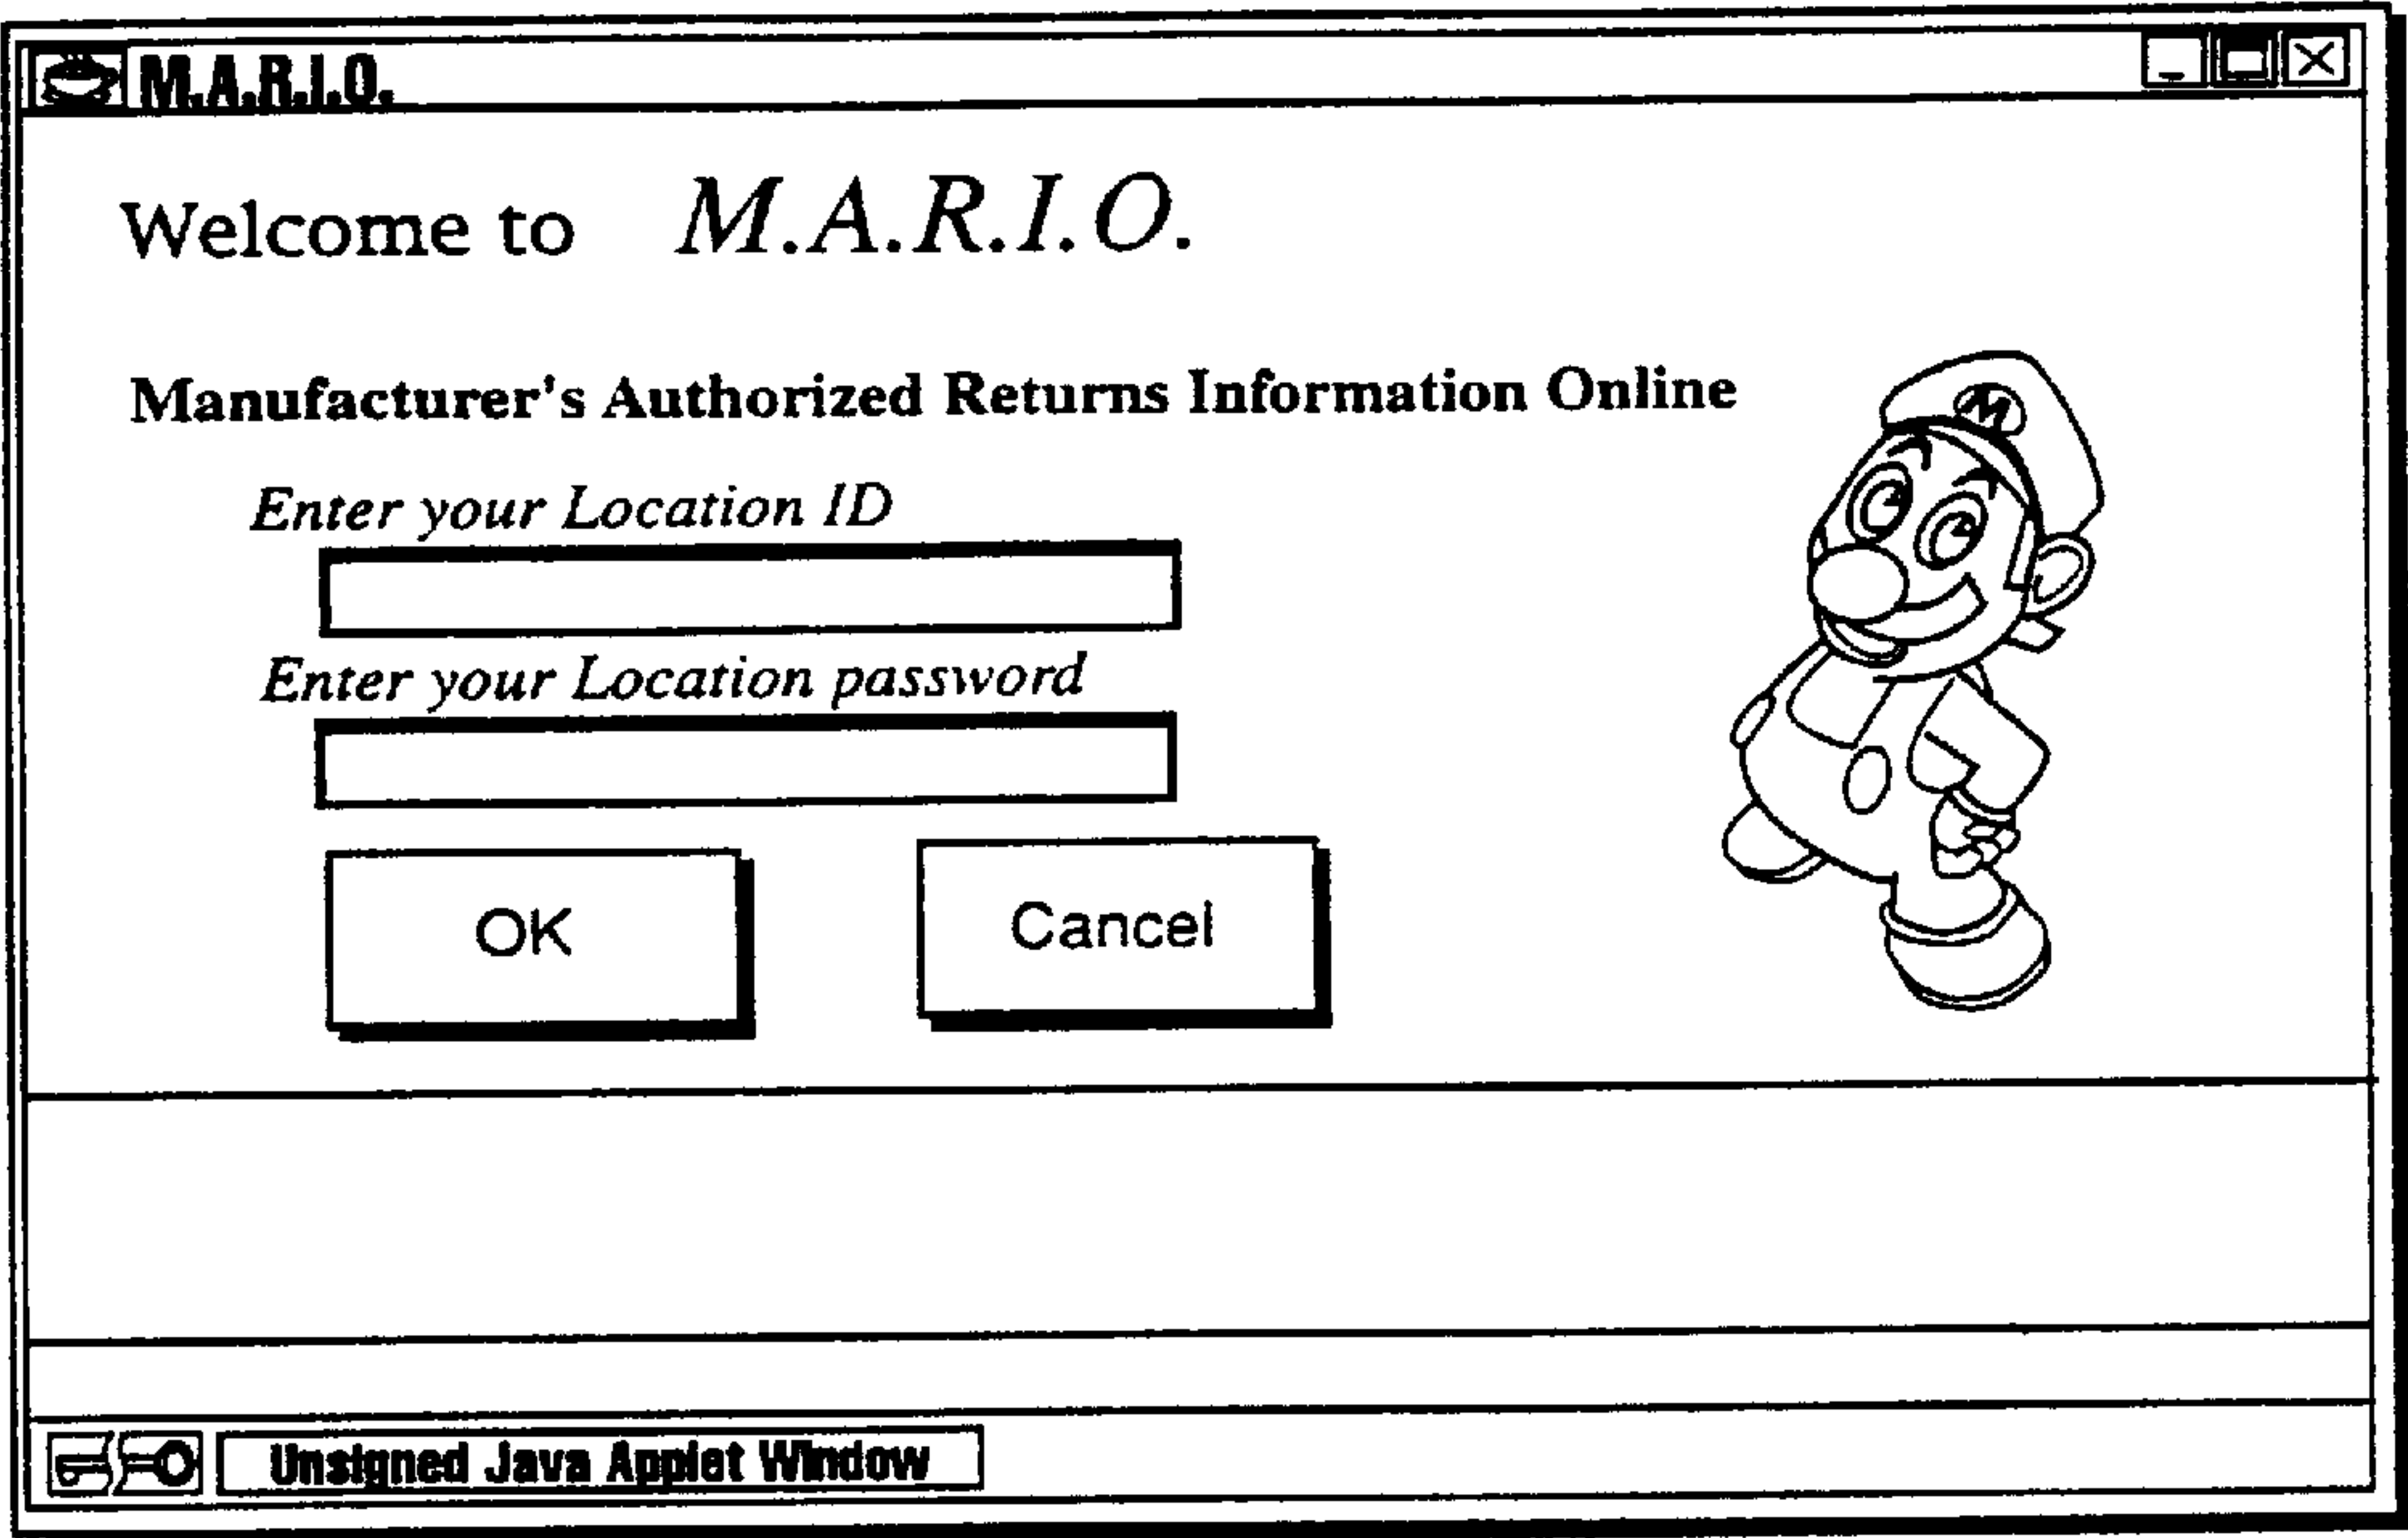 M.A.R.I.O.
Welcome to M.A.R.I.O.
Manufacturer's Authorized Returns Information Online
M
Enter your Location ID
Enter your Location password
OK Cancel
Unsigned Java Applet Window